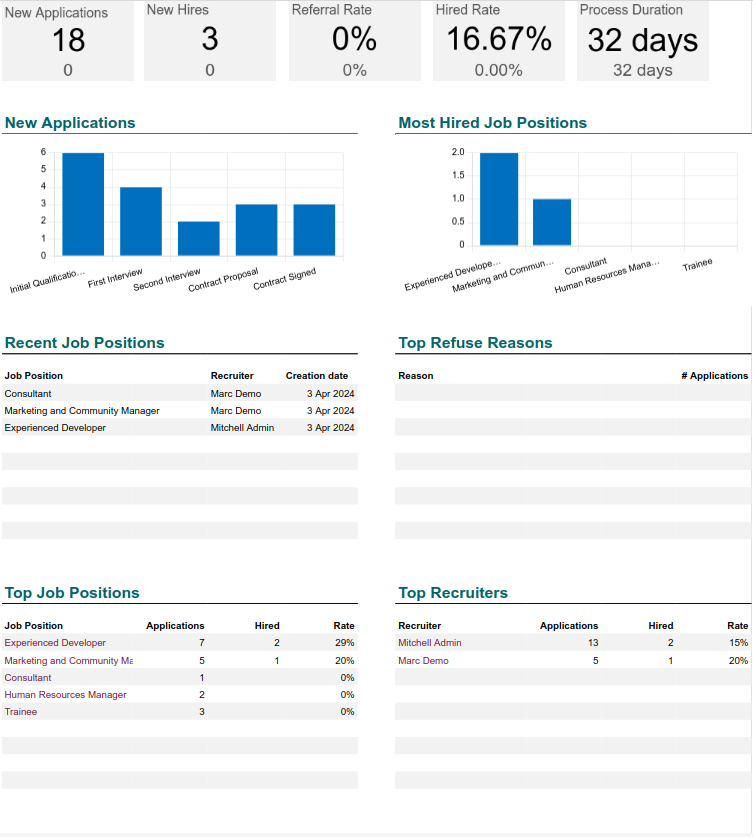 New Applications New Hires Referral Rate Hired Rate Process Duration
18 3 0% 16.67% 32 days
0 0 0% 0.00% 32 days
New Applications
6
5
4
3
2
1
0
Initial Qualificatio… First Interview Second Interview Contract Proposal Contract Signed
Most Hired Job Positions
2.0
1.5
1.0
0.5
0
Experienced Develope… Marketing and Commun… Consultant Human Resources Mana… Trainee
Recent Job Positions
Job Position Recruiter Creation date
Consultant Marc Demo 3 Apr 2024
Marketing and Community Manager Marc Demo 3 Apr 2024
Experienced Developer Mitchell Admin 3 Apr 2024
Top Refuse Reasons
Reason # Applications
Top Job Positions
Job Position Applications Hired Rate
Experienced Developer 7 2 29%
Marketing and Community Ma 5 1 20%
Consultant 1 0%
Human Resources Manager 2 0%
Trainee 3 0%
Top Recruiters
Recruiter Applications Hired Rate
Mitchell Admin 13 2 15%
Marc Demo 5 1 20%